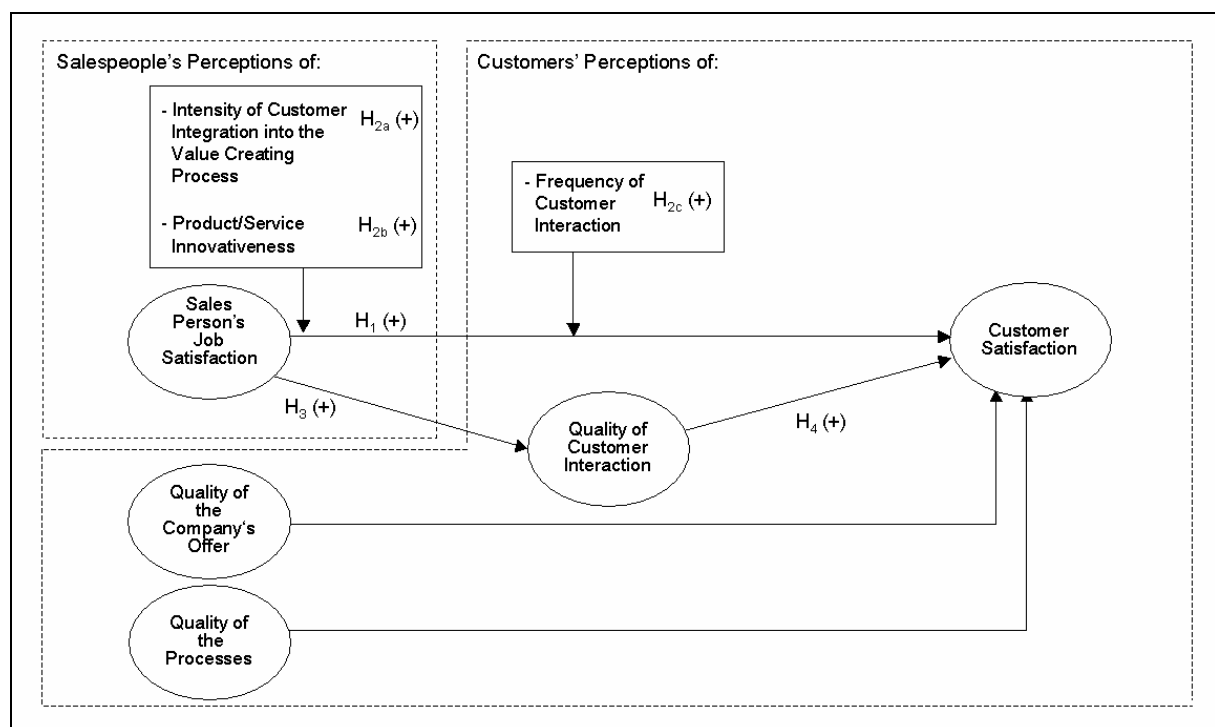 Salespeople's Perceptions of:
- Intensity of Customer
Integration into the
Value Creating
Process
H2a (+)
- Product/Service
Innovativeness
H2b (+)
Customers' Perceptions of:
- Frequency of
Customer
Interaction
H2c (+)
Sales
Person's
Job
Satisfaction
H1 (+)
Customer
Satisfaction
H3 (+)
Quality of
Customer
Interaction
H4 (+)
Quality of
the
Company's
Offer
Quality of
the
Processes